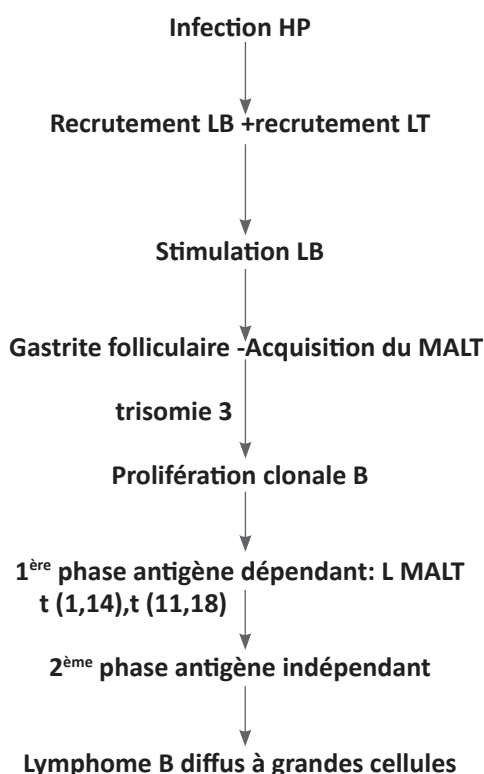 Infection HP
Recrutement LB +recrutement LT
Stimulation LB
Gastrite folliculaire -Acquisition du MALT
trisomie 3
Prolifération clonale B
1ère phase antigène dépendant: L MALT
t (1,14),t (11,18)
2ème phase antigène indépendant
Lymphome B diffus à grandes cellules